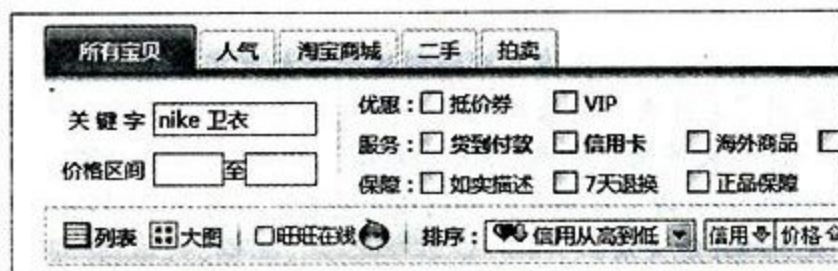 所有宝贝 人气 淘宝商城 二手 拍卖
关键字 nike 卫衣
优惠：抵价券 VIP
服务：货到付款 信用卡 海外商品
价格区间 至
保障：如实描述 7天退换 正品保障
列表 大图 旺旺在线 排序：信用从高到低 信用 价格